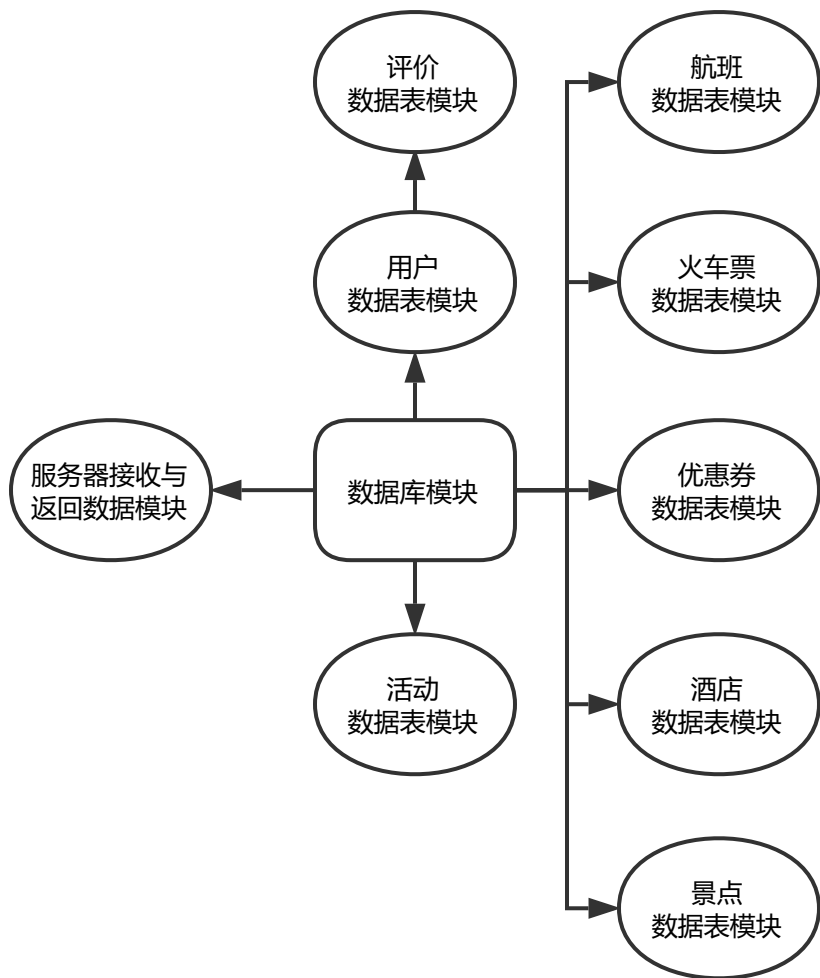 评价
数据表模块
航班
数据表模块
用户
数据表模块
火车票
数据表模块
服务器接收与
返回数据模块
数据库模块
优惠券
数据表模块
活动
数据表模块
酒店
数据表模块
景点
数据表模块